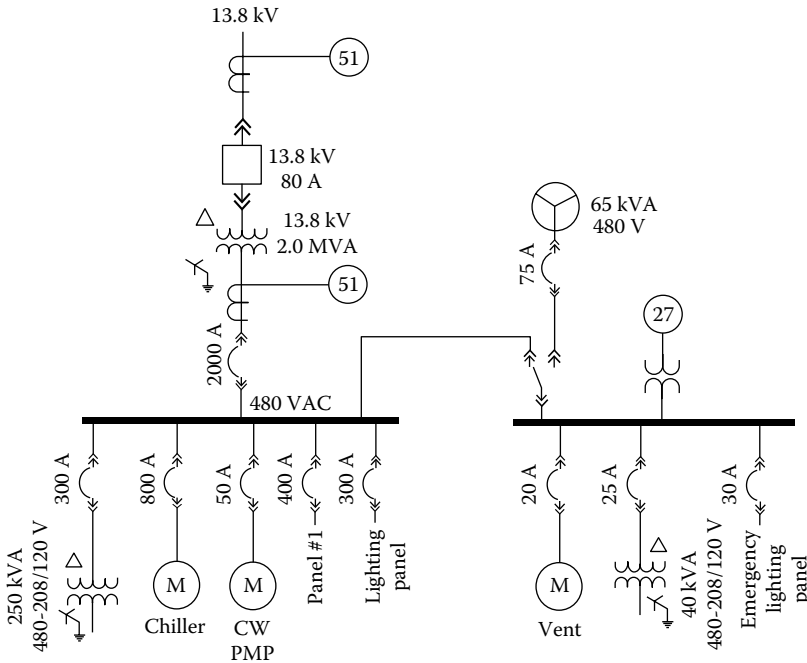 13.8 kV
51
13.8 kV
80 A
13.8 kV
2.0 MVA
51
2000 A
480 VAC
65 kVA
480 V
75 A
27
300 A
800 A
50 A
400 A
300 A
20 A
25 A
30 A
250 kVA
480-208/120 V
M
Chiller
M
CW
PMP
Panel #1
Lighting
panel
M
Vent
40 kVA
480-208/120 V
Emergency
lighting
panel